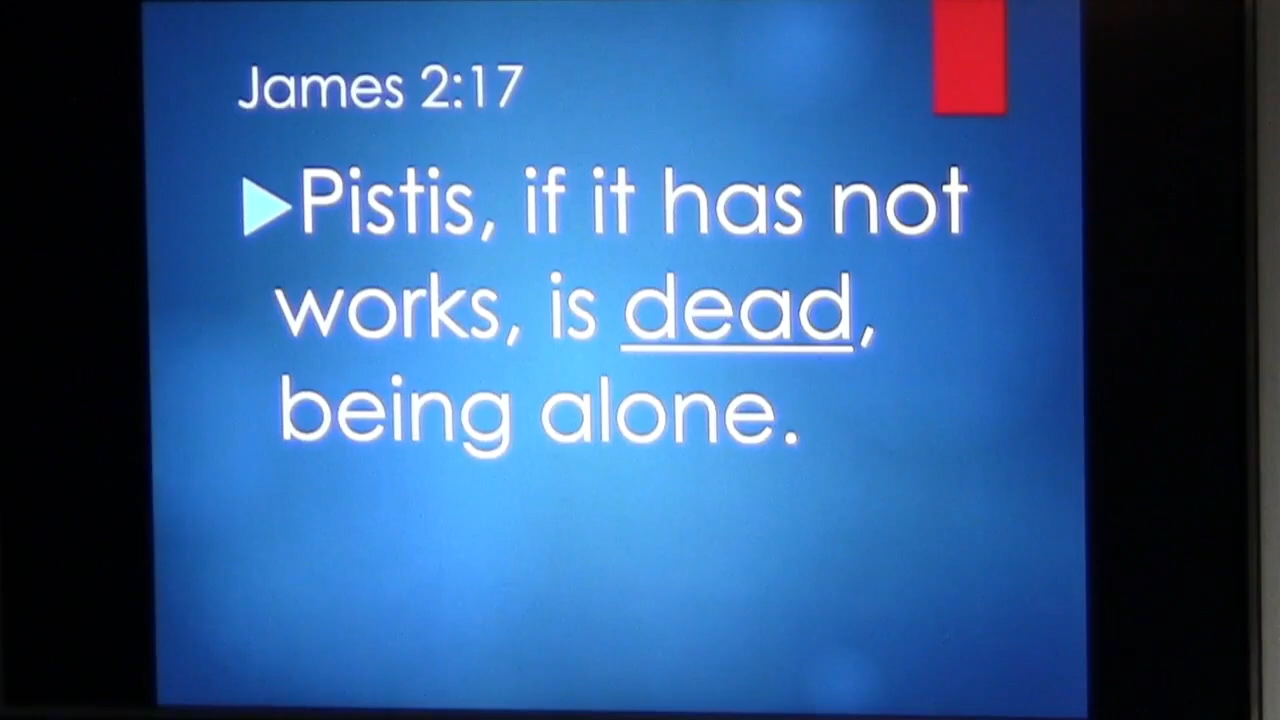 James 2:17
Pistis, if it has not
works, is dead,
being alone.